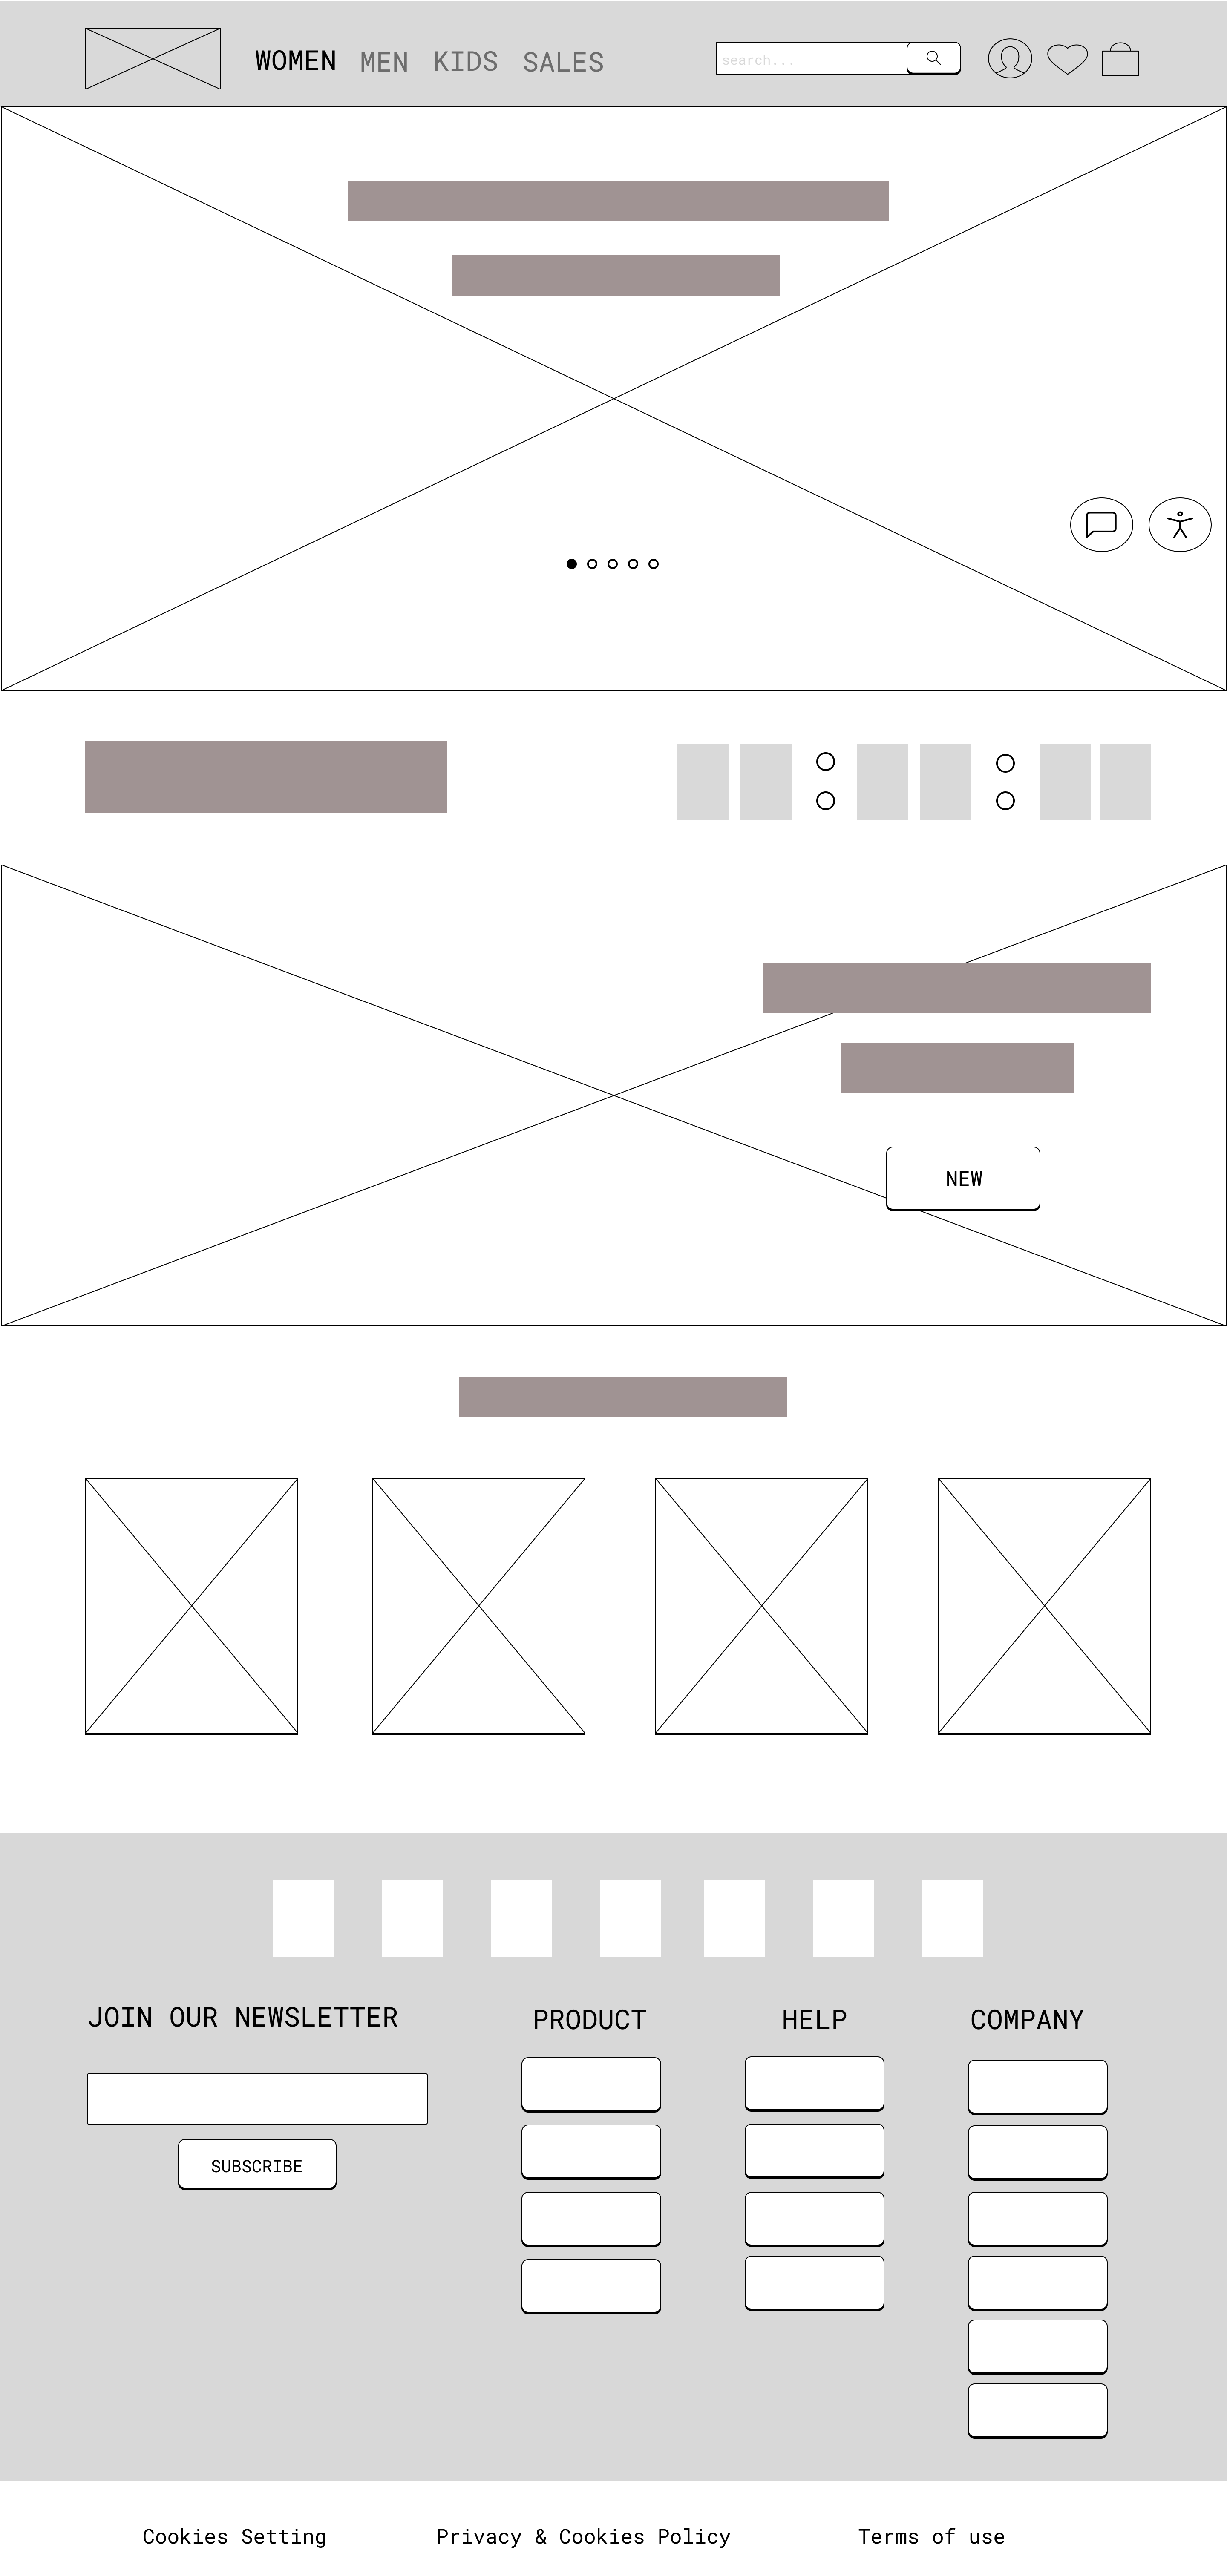 WOMEN MEN KIDS SALES search...
NEW
JOIN OUR NEWSLETTER PRODUCT HELP COMPANY
SUBSCRIBE
Cookies Setting Privacy & Cookies Policy Terms of use